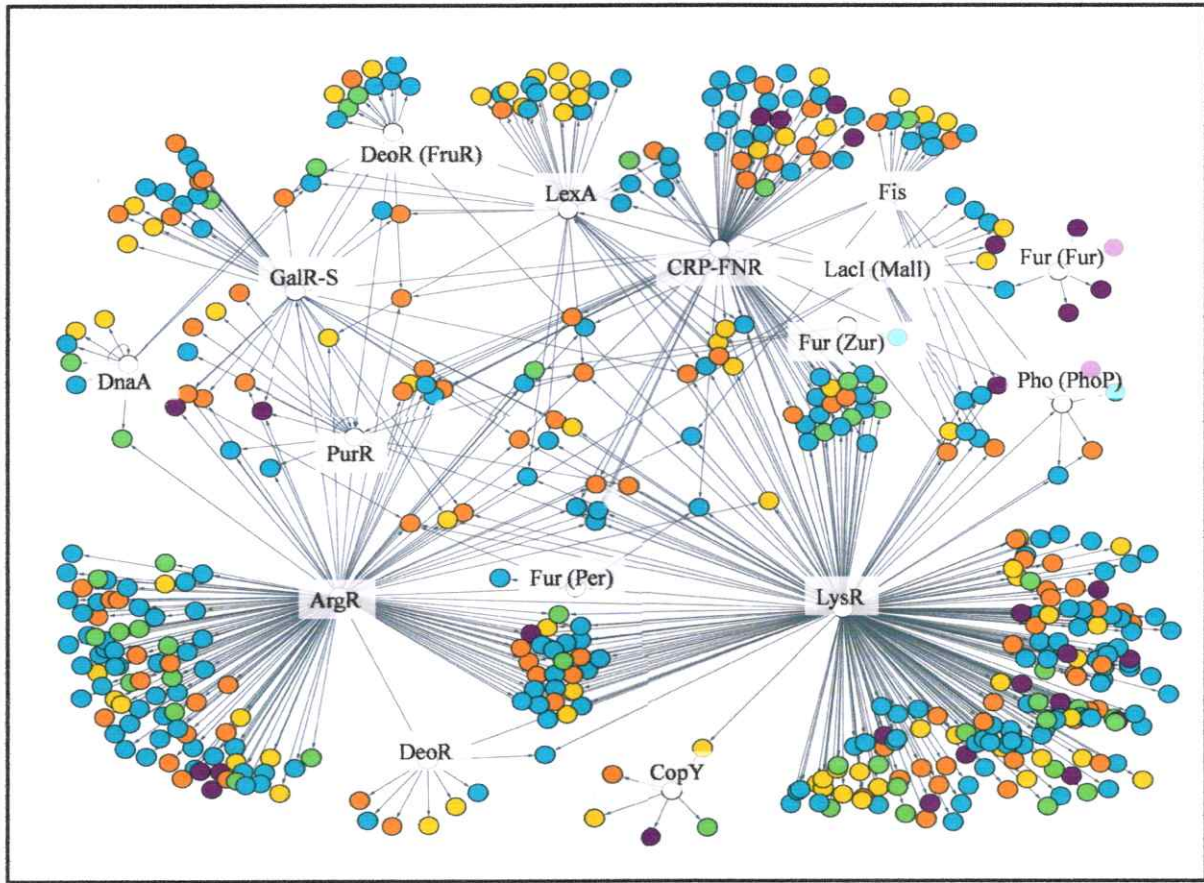 DeoR (FruR)
LexA
Fis
GalR-S
CRP-FNR
LacI (MalI)
Fur (Fur)
Fur (Zur)
DnaA
Pho (PhoP)
PurR
ArgR
Fur (Per)
LysR
DeoR
CopY